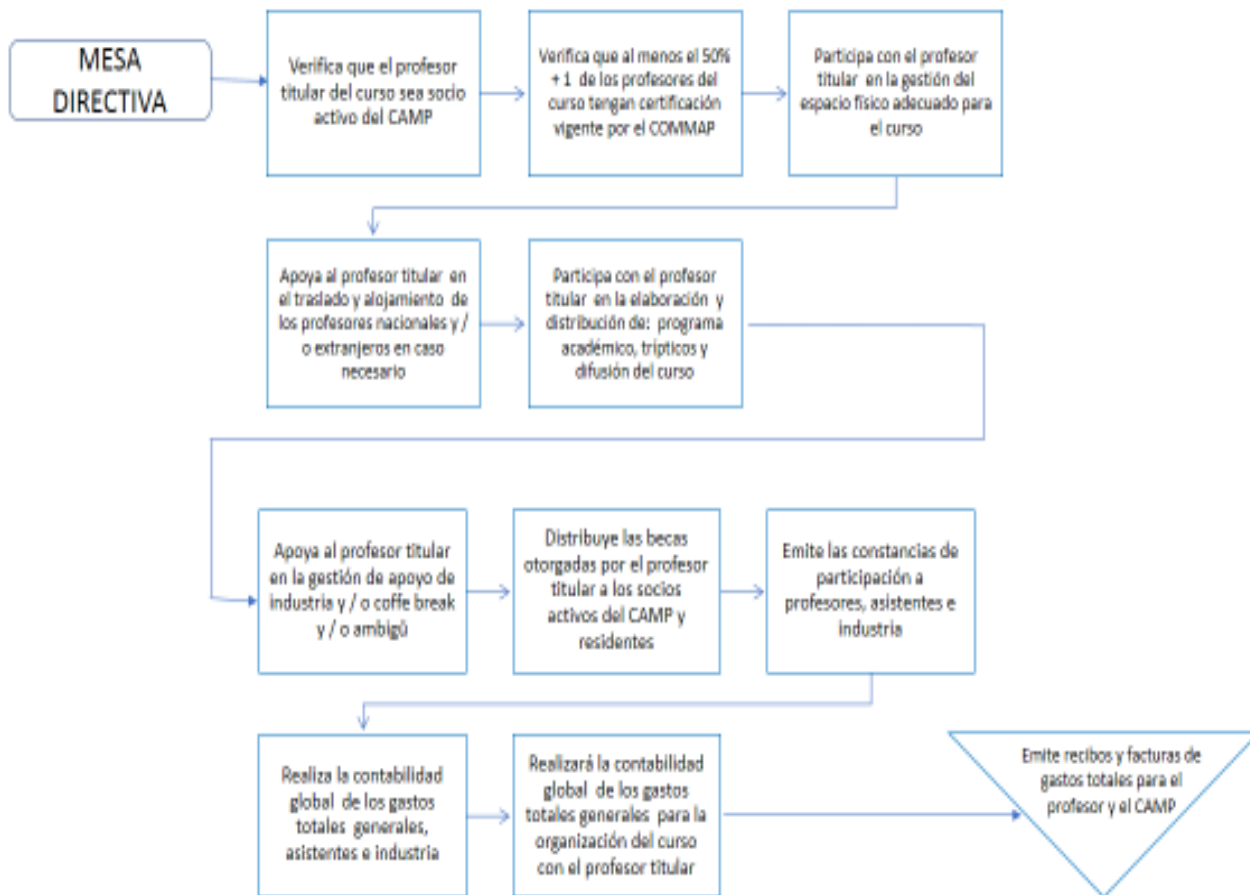 MESA
DIRECTIVA
Verifica que el profesor
titular del curso sea socio
activo del CAMP
Verifica que al menos el 50%
+ 1 de los profesores del
curso tengan certificación
vigente por el COMMAP
Participa con el profesor
titular en la gestión del
espacio físico adecuado para
el curso
Apoya al profesor titular en
el traslado y alojamiento de
los profesores nacionales y /
o extranjeros en caso
necesario
Participa con el profesor
titular en la elaboración y
distribución de: programa
académico, trípticos y
difusión del curso
Apoya al profesor titular
en la gestión de apoyo de
industria y / o coffe break
y / o ambigú
Distribuye las becas
otorgadas por el profesor
titular a los socios
activos del CAMP y
residentes
Emite las constancias de
participación a
profesores, asistentes e
industria
Realiza la contabilidad
global de los gastos
totales generales,
asistentes e industria
Realizará la contabilidad
global de los gastos
totales generales para la
organización del curso
con el profesor titular
Emite recibos y facturas de
gastos totales para el
profesor y el CAMP